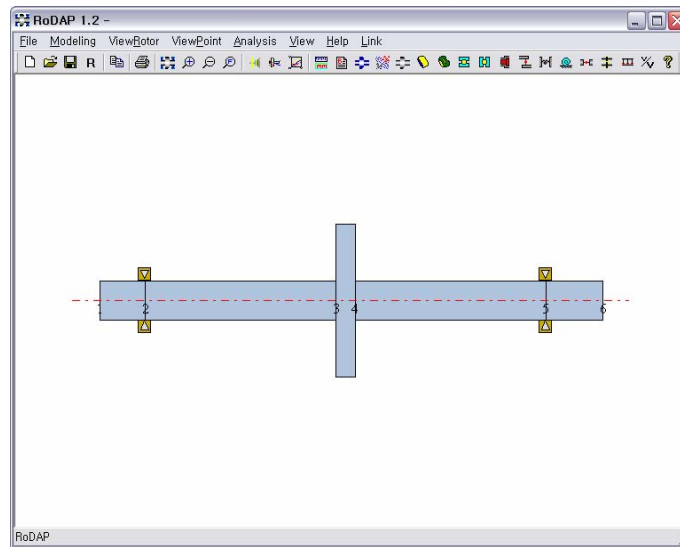 RoDAP 1.2 -
File Modeling ViewRotor ViewPoint Analysis View Help Link
R
1 2 3 4 5 6
RoDAP